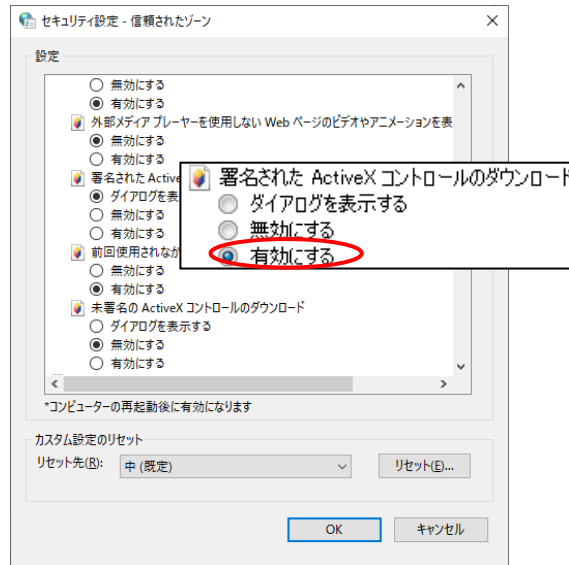 セキュリティ設定 - 信頼されたゾーン
設定
無効にする
有効にする
外部メディア プレーヤーを使用しない Web ページのビデオやアニメーションを表
無効にする
有効にする
署名された Active
ダイアログを表
無効にする
有効にする
署名された ActiveX コントロールのダウンロード
ダイアログを表示する
無効にする
有効にする
前回使用されなか
無効にする
有効にする
未署名の ActiveX コントロールのダウンロード
ダイアログを表示する
無効にする
有効にする
*コンピューターの再起動後に有効になります
カスタム設定のリセット
リセット先(R): 中 (既定) リセット(E)...
OK キャンセル